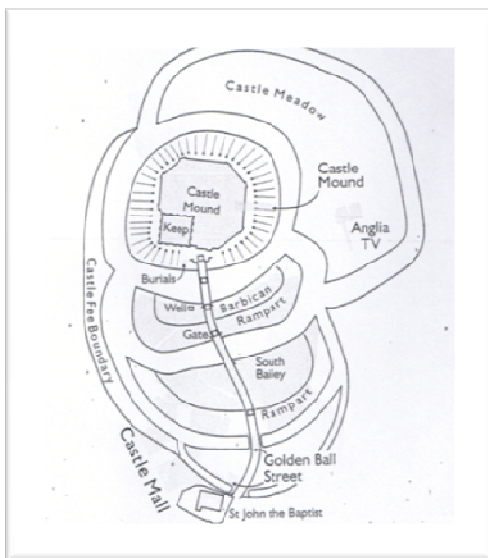 Castle Meadow
Castle
Mound
Castle
Mound
Keep
Anglia
TV
Burials
Castle Fee Boundary
Well
Barbican
Rampart
Gate
South
Bailey
Rampart
Castle Mall
Golden Ball
Street
St John the Baptist